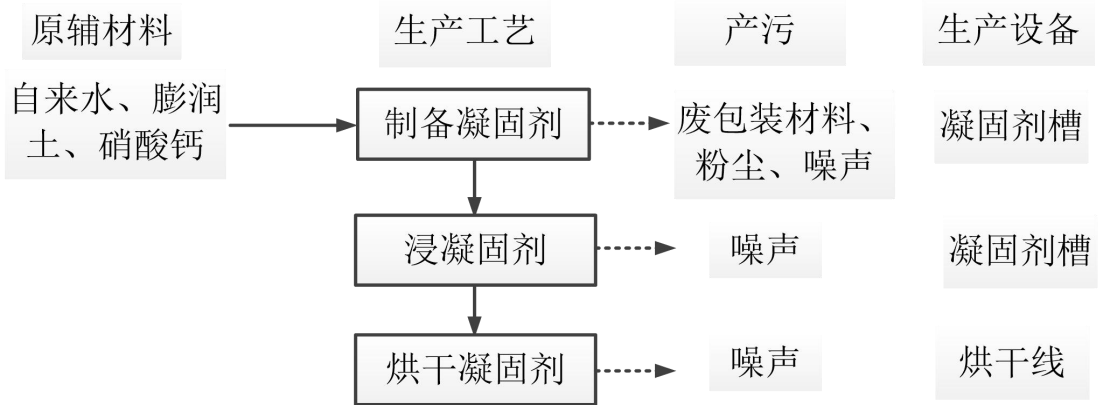 原辅材料 生产工艺 产污 生产设备
自来水、膨润
土、硝酸钙
制备凝固剂
废包装材料、
粉尘、噪声
凝固剂槽
浸凝固剂 噪声 凝固剂槽
烘干凝固剂 噪声 烘干线